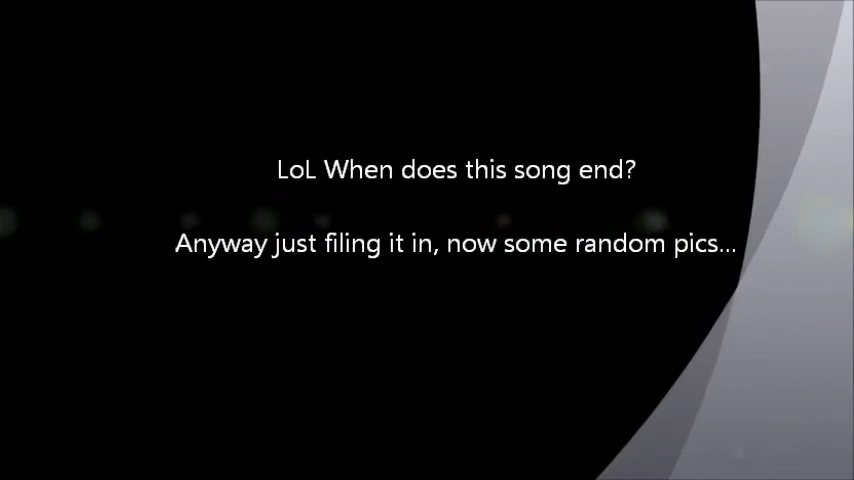 LoL When does this song end?
Anyway just filing it in, now some random pics...